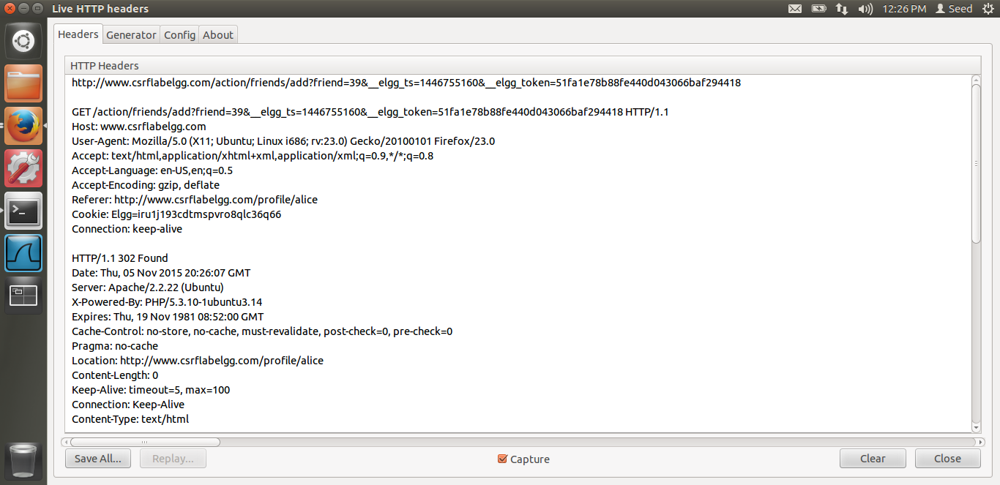 Live HTTP headers
12:26 PM Seed
Headers Generator Config About
HTTP Headers
http://www.csrflabelgg.com/action/friends/add?friend=39&__elgg_ts=1446755160&__elgg_token=51fa1e78b88fe440d043066baf294418
GET /action/friends/add?friend=39&__elgg_ts=1446755160&__elgg_token=51fa1e78b88fe440d043066baf294418 HTTP/1.1
Host: www.csrflabelgg.com
User-Agent: Mozilla/5.0 (X11; Ubuntu; Linux i686; rv:23.0) Gecko/20100101 Firefox/23.0
Accept: text/html,application/xhtml+xml,application/xml;q=0.9,*/*;q=0.8
Accept-Language: en-US,en;q=0.5
Accept-Encoding: gzip, deflate
Referer: http://www.csrflabelgg.com/profile/alice
Cookie: Elgg=iru1j193cdtmspvro8qlc36q66
Connection: keep-alive
HTTP/1.1 302 Found
Date: Thu, 05 Nov 2015 20:26:07 GMT
Server: Apache/2.2.22 (Ubuntu)
X-Powered-By: PHP/5.3.10-1ubuntu3.14
Expires: Thu, 19 Nov 1981 08:52:00 GMT
Cache-Control: no-store, no-cache, must-revalidate, post-check=0, pre-check=0
Pragma: no-cache
Location: http://www.csrflabelgg.com/profile/alice
Content-Length: 0
Keep-Alive: timeout=5, max=100
Connection: Keep-Alive
Content-Type: text/html
Save All... Replay... Capture Clear Close